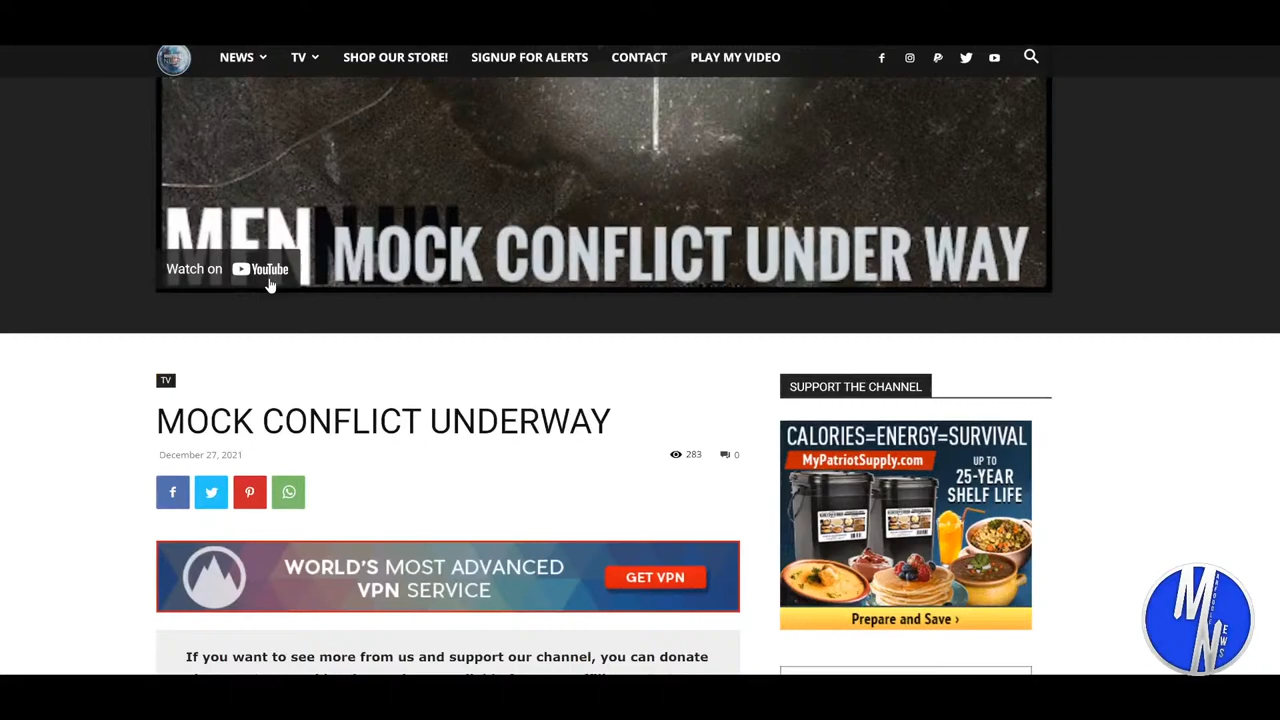 NEWS TV SHOP OUR STORE! SIGNUP FOR ALERTS CONTACT PLAY MY VIDEO
MFN MOCK CONFLICT UNDER WAY
Watch on YouTube
TV
MOCK CONFLICT UNDERWAY
December 27, 2021 283 0
WORLD'S MOST ADVANCED
VPN SERVICE
GET VPN
If you want to see more from us and support our channel, you can donate
SUPPORT THE CHANNEL
CALORIES=ENERGY=SURVIVAL
MyPatriotSupply.com
UP TO
25-YEAR
SHELF LIFE
Prepare and Save ›